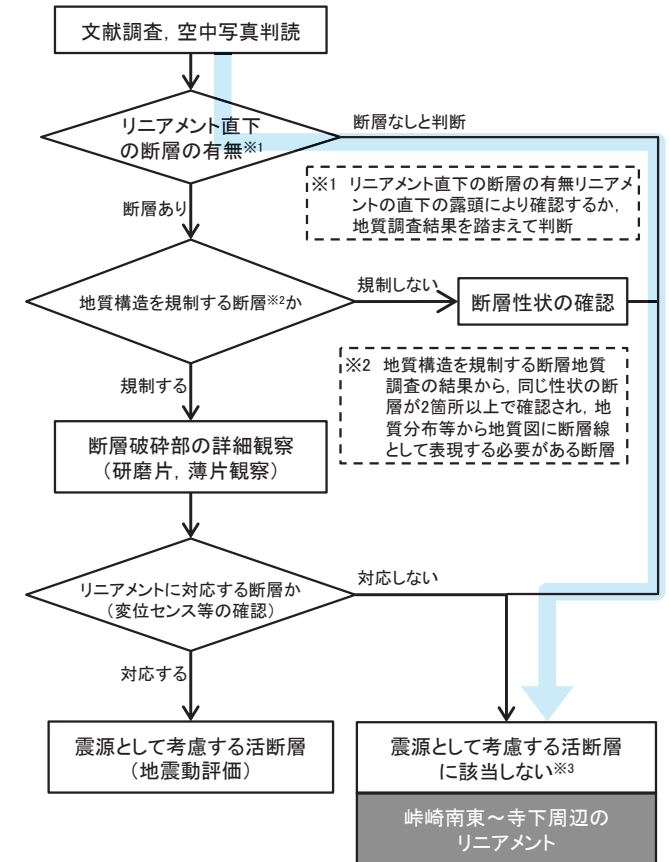 文献調査，空中写真判読
リニアメント直下
の断層の有無※1
断層なしと判断
※1　リニアメント直下の断層の有無リニアメ
ントの直下の露頭により確認するか，
地質調査結果を踏まえて判断
断層あり
地質構造を規制する断層※2か
規制しない
断層性状の確認
※2　地質構造を規制する断層地質
調査の結果から，同じ性状の断
層が2箇所以上で確認され，地
質分布等から地質図に断層線
として表現する必要がある断層
規制する
断層破砕部の詳細観察
（研磨片，薄片観察）
リニアメントに対応する断層か
（変位センス等の確認）
対応しない
対応する
震源として考慮する活断層
（地震動評価）
震源として考慮する活断層
に該当しない※3
峠崎南東～寺下周辺の
リニアメント